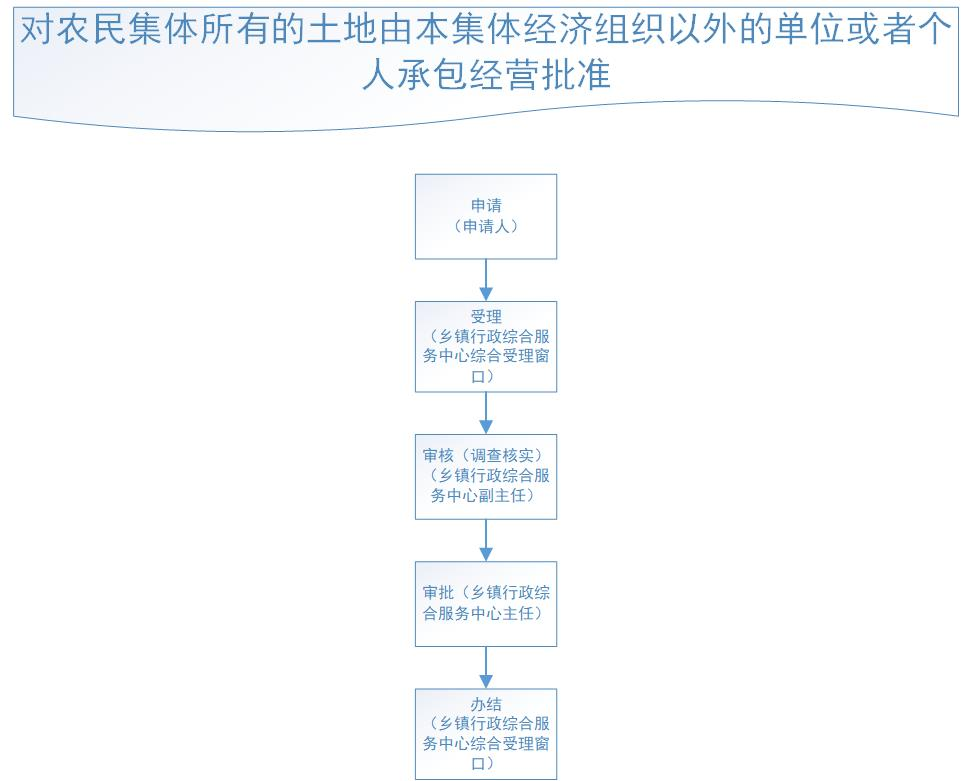 对农民集体所有的土地由本集体经济组织以外的单位或者个
人承包经营批准
申请
（申请人）
受理
（乡镇行政综合服
务中心综合受理窗
口）
审核（调查核实）
（乡镇行政综合服
务中心副主任）
审批（乡镇行政综
合服务中心主任）
办结
（乡镇行政综合服
务中心综合受理窗
口）